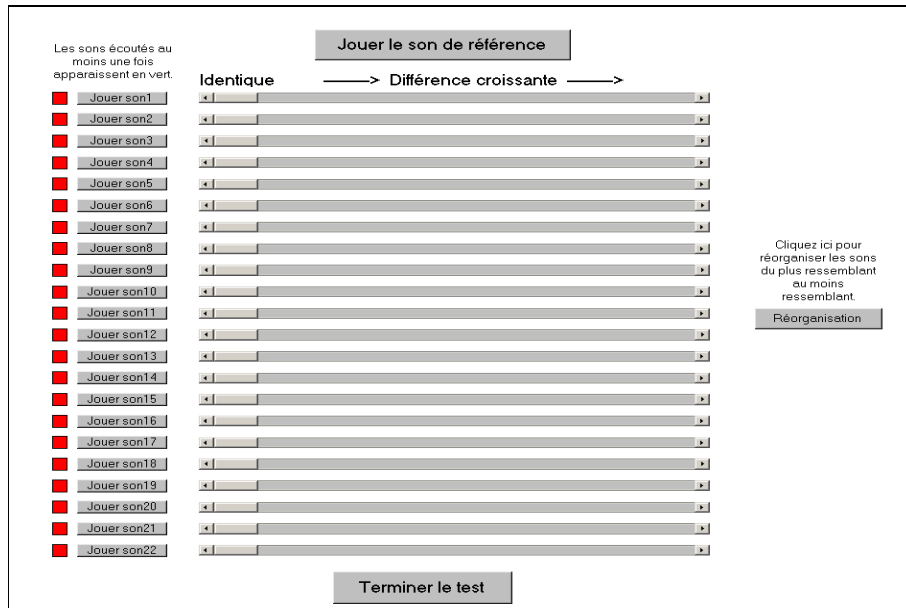 Jouer le son de référence
Les sons écoutés au
moins une fois
apparaissent en vert.
Identique -----> Différence croissante ----->
Jouer son1
Jouer son2
Jouer son3
Jouer son4
Jouer son5
Jouer son6
Jouer son7
Jouer son8
Jouer son9
Jouer son10
Jouer son11
Jouer son12
Jouer son13
Jouer son14
Jouer son15
Jouer son16
Jouer son17
Jouer son18
Jouer son19
Jouer son20
Jouer son21
Jouer son22
Cliquez ici pour
réorganiser les sons
du plus ressemblant
au moins
ressemblant.
Réorganisation
Terminer le test